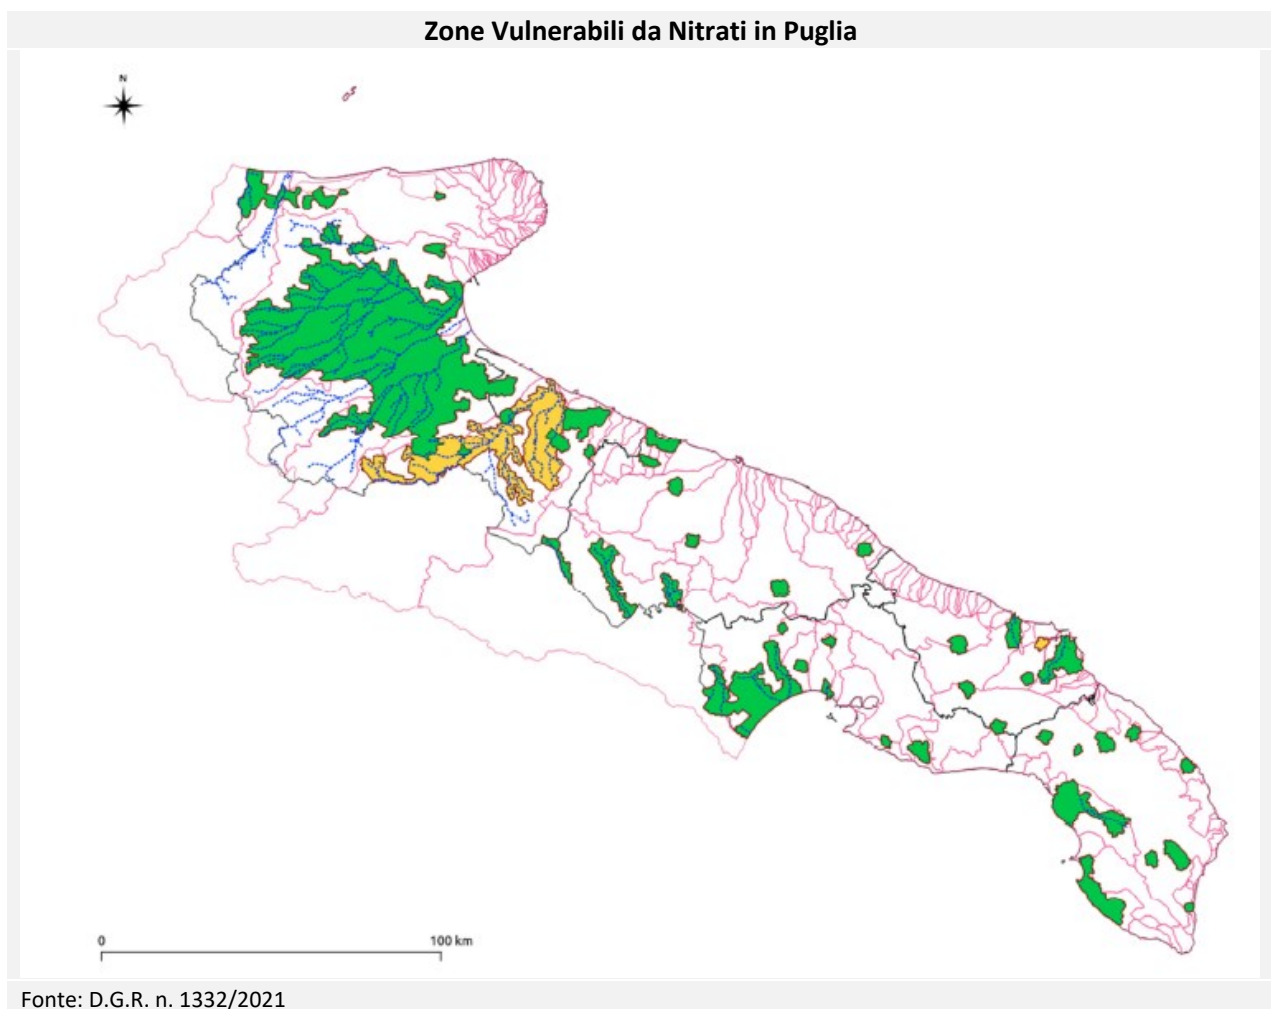 Zone Vulnerabili da Nitrati in Puglia
N
0
100 km
Fonte: D.G.R. n. 1332/2021